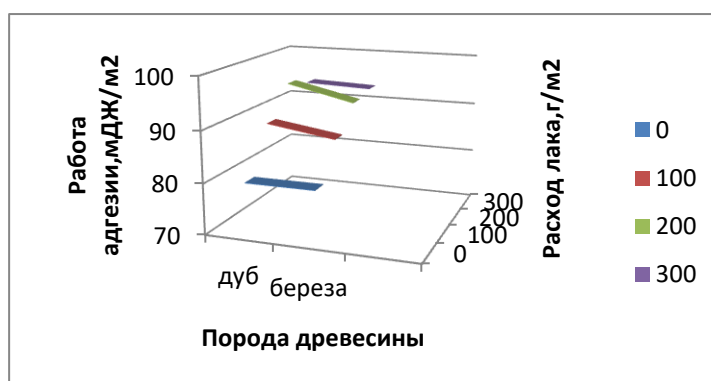 Работа
адгезии,мДЖ/м2
100
90
80
70
дуб
береза
Порода древесины
300
200
100
0
Расход лака,г/м2
0
100
200
300